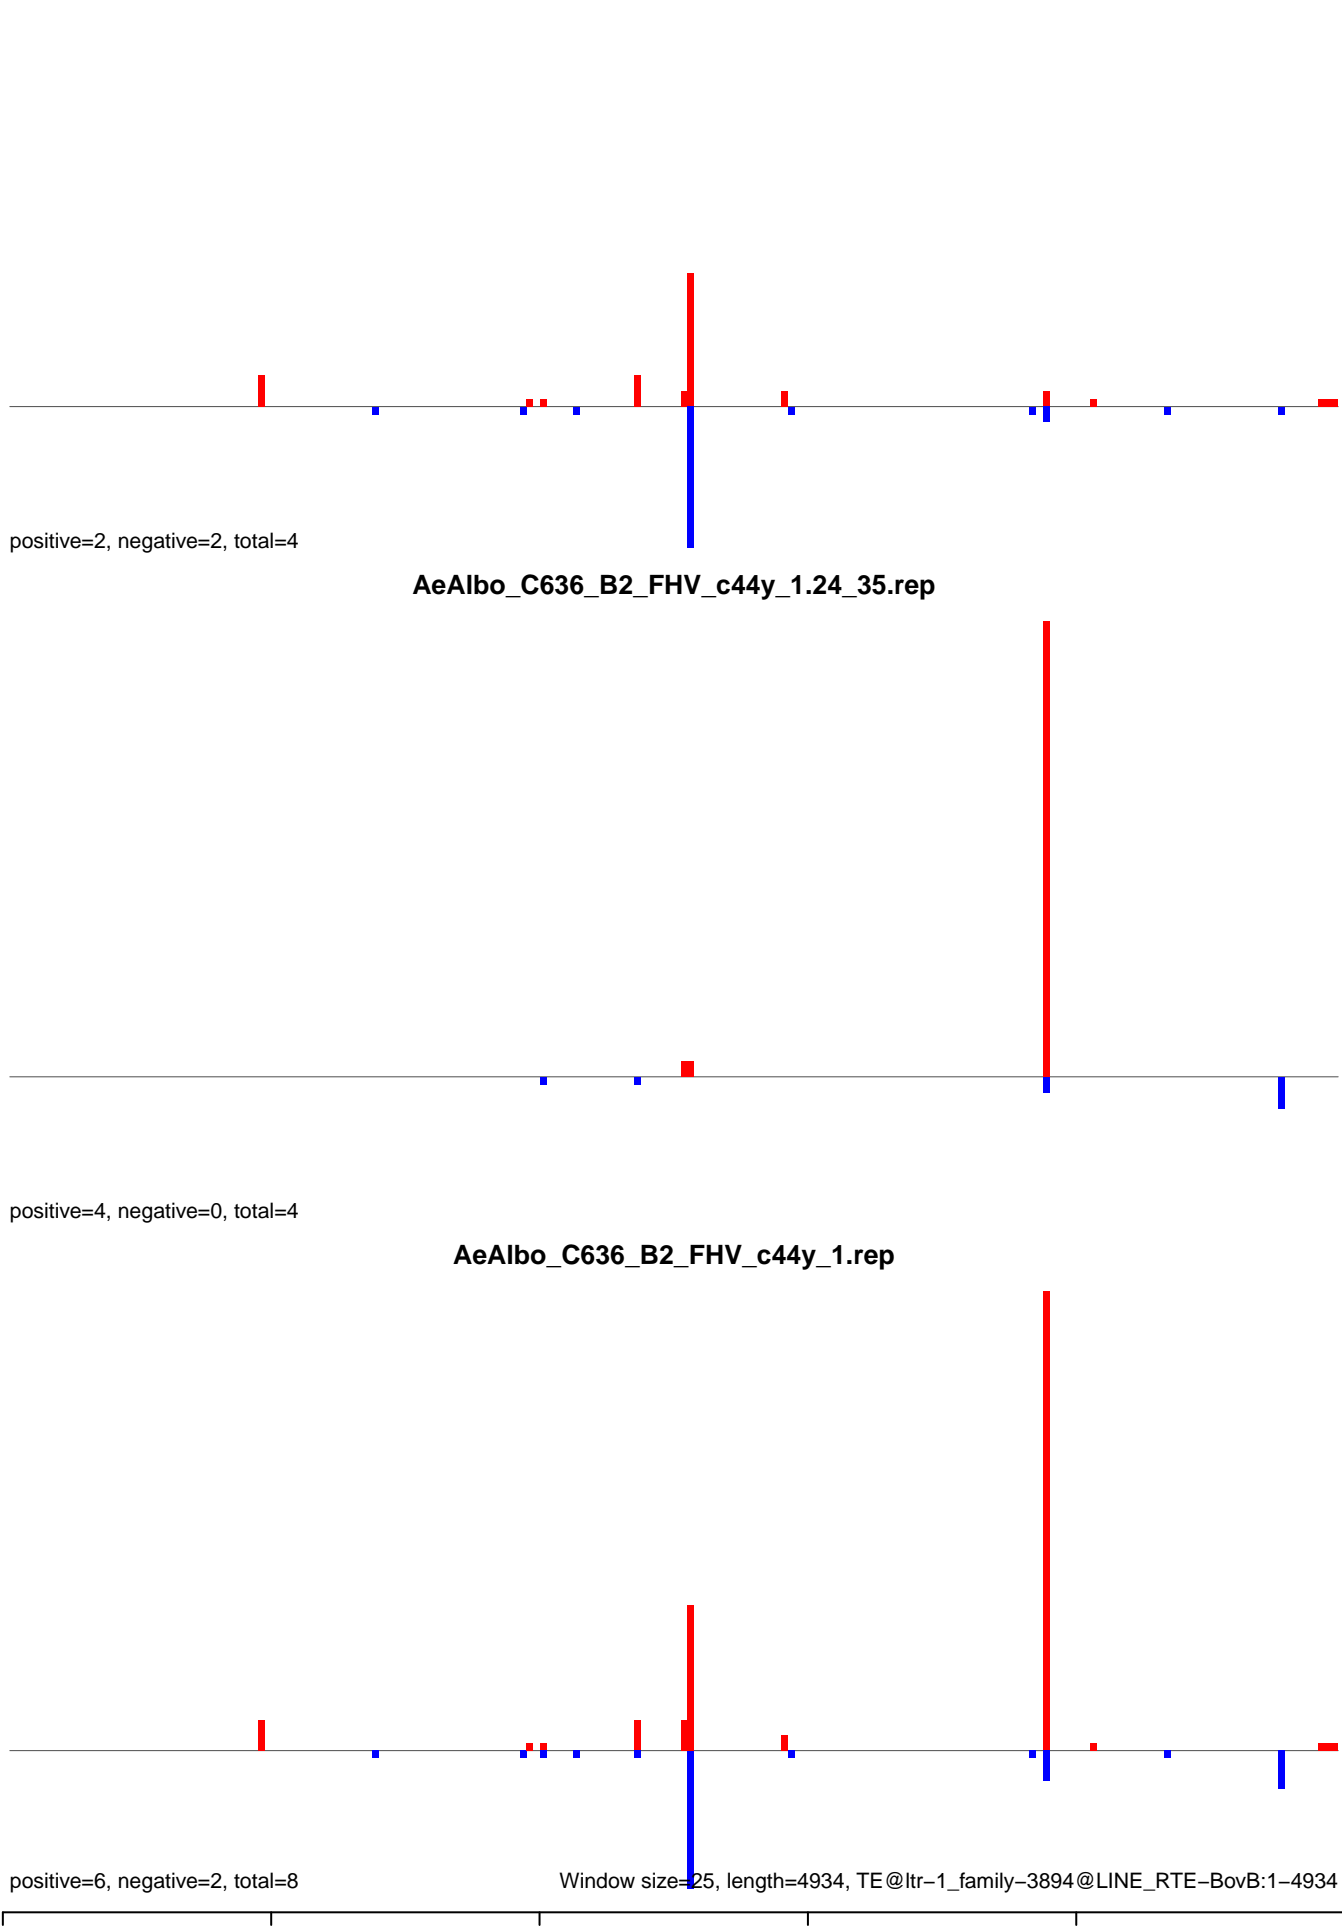 positive=2, negative=2, total=4
AeAlbo_C636_B2_FHV_c44y_1.24_35.rep
positive=4, negative=0, total=4
AeAlbo_C636_B2_FHV_c44y_1.rep
positive=6, negative=2, total=8
Window size=25, length=4934, TE@ltr−1_family−3894@LINE_RTE−BovB:1−4934